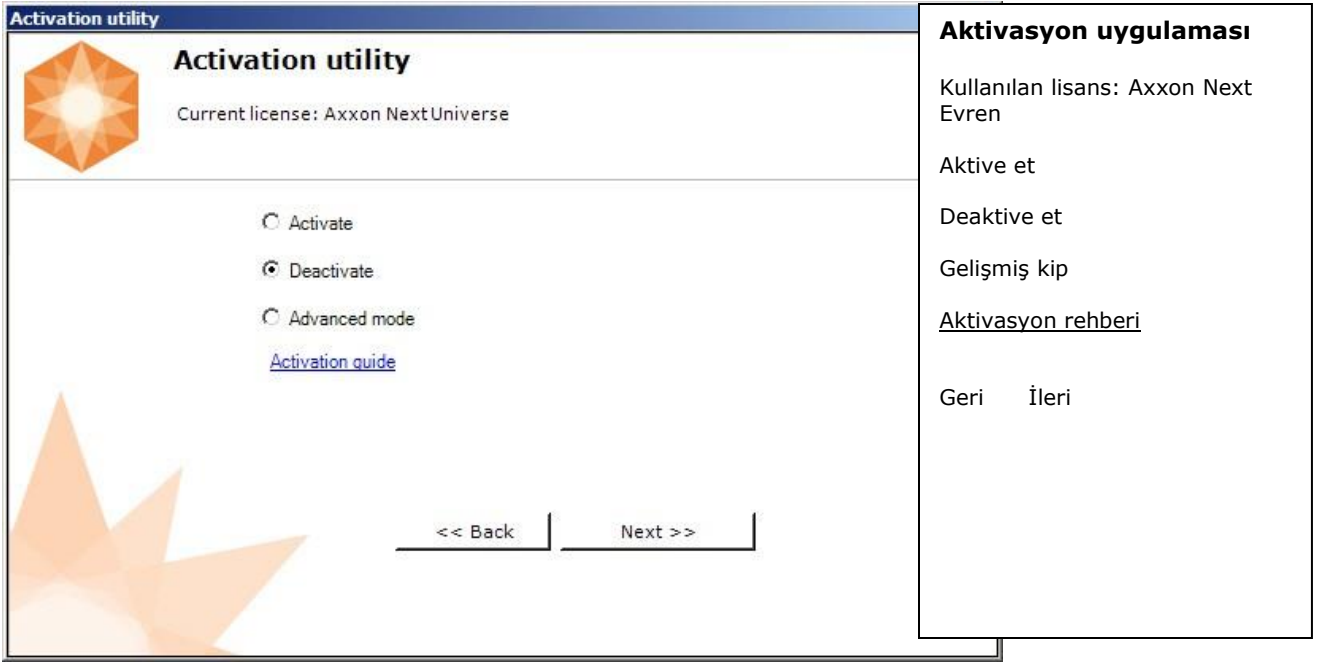 Activation utility
Activation utility
Current license: Axxon Next Universe
Activate
Deactivate
Advanced mode
Activation guide
<< Back
Next >>
Aktivasyon uygulaması
Kullanılan lisans: Axxon Next
Evren
Aktive et
Deaktive et
Gelişmiş kip
Aktivasyon rehberi
Geri İleri